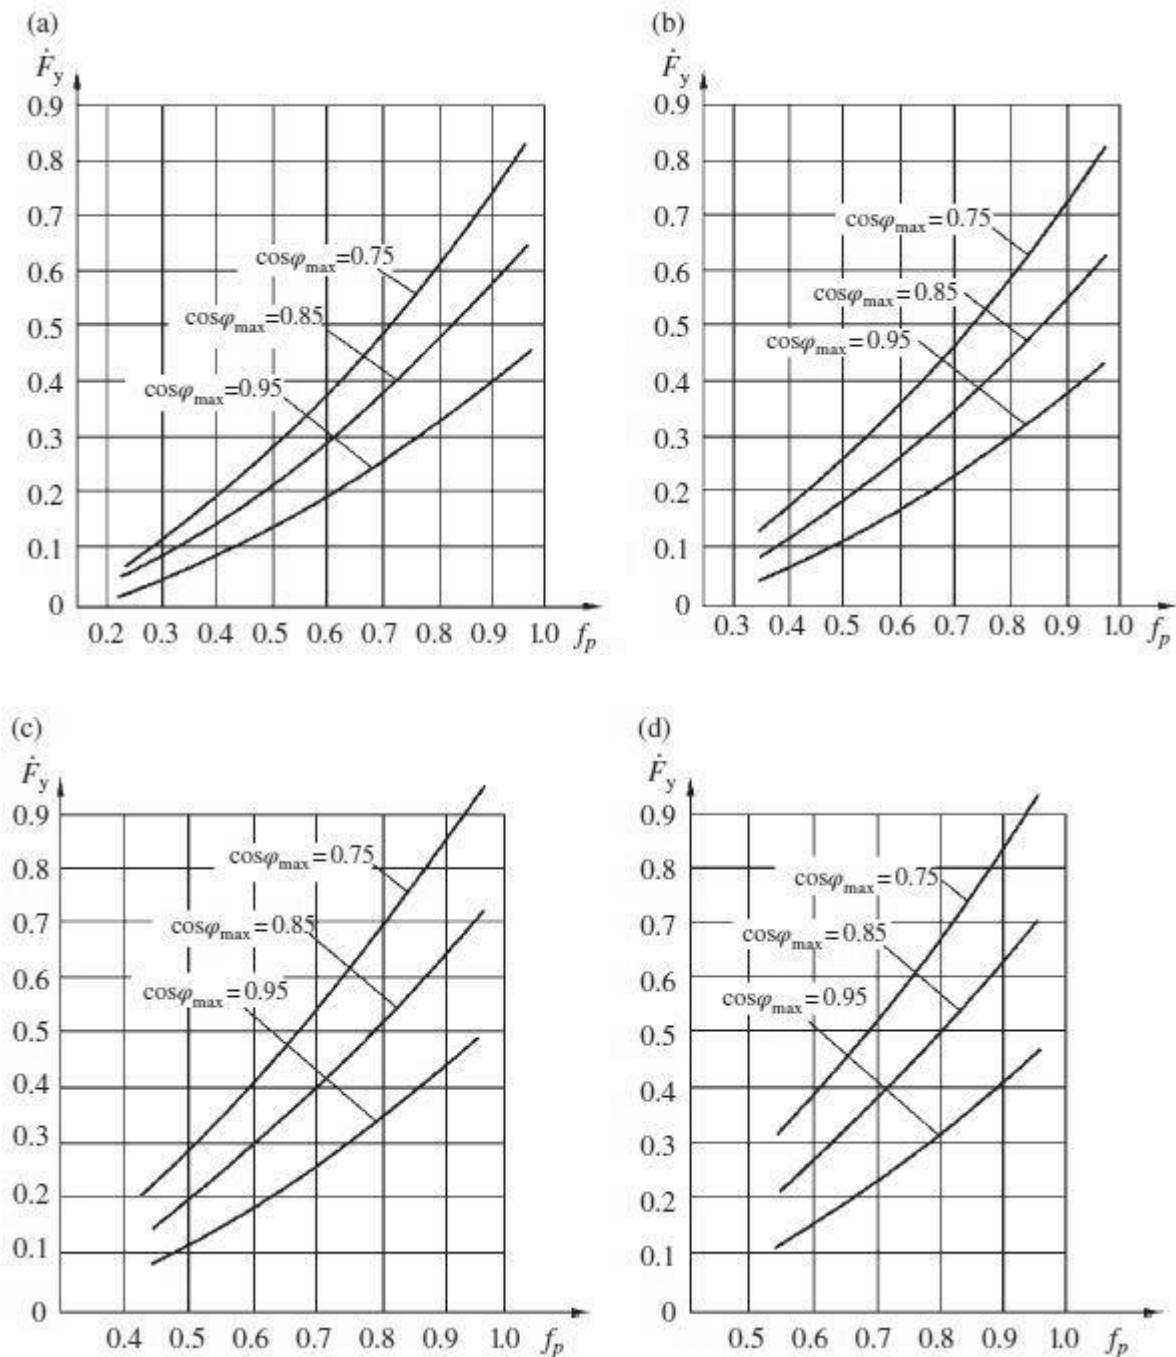 (a)
Ḟy
0.9
0.8
0.7
0.6
0.5
0.4
0.3
0.2
0.1
0
cosφmax=0.75
cosφmax=0.85
cosφmax=0.95
0.2 0.3 0.4 0.5 0.6 0.7 0.8 0.9 1.0 fp
(b)
Ḟy
0.9
0.8
0.7
0.6
0.5
0.4
0.3
0.2
0.1
0
cosφmax=0.75
cosφmax=0.85
cosφmax=0.95
0.3 0.4 0.5 0.6 0.7 0.8 0.9 1.0 fp
(c)
Ḟy
0.9
0.8
0.7
0.6
0.5
0.4
0.3
0.2
0.1
0
cosφmax=0.75
cosφmax=0.85
cosφmax=0.95
0.4 0.5 0.6 0.7 0.8 0.9 1.0 fp
(d)
Ḟy
0.9
0.8
0.7
0.6
0.5
0.4
0.3
0.2
0.1
0
cosφmax=0.75
cosφmax=0.85
cosφmax=0.95
0.5 0.6 0.7 0.8 0.9 1.0 fp